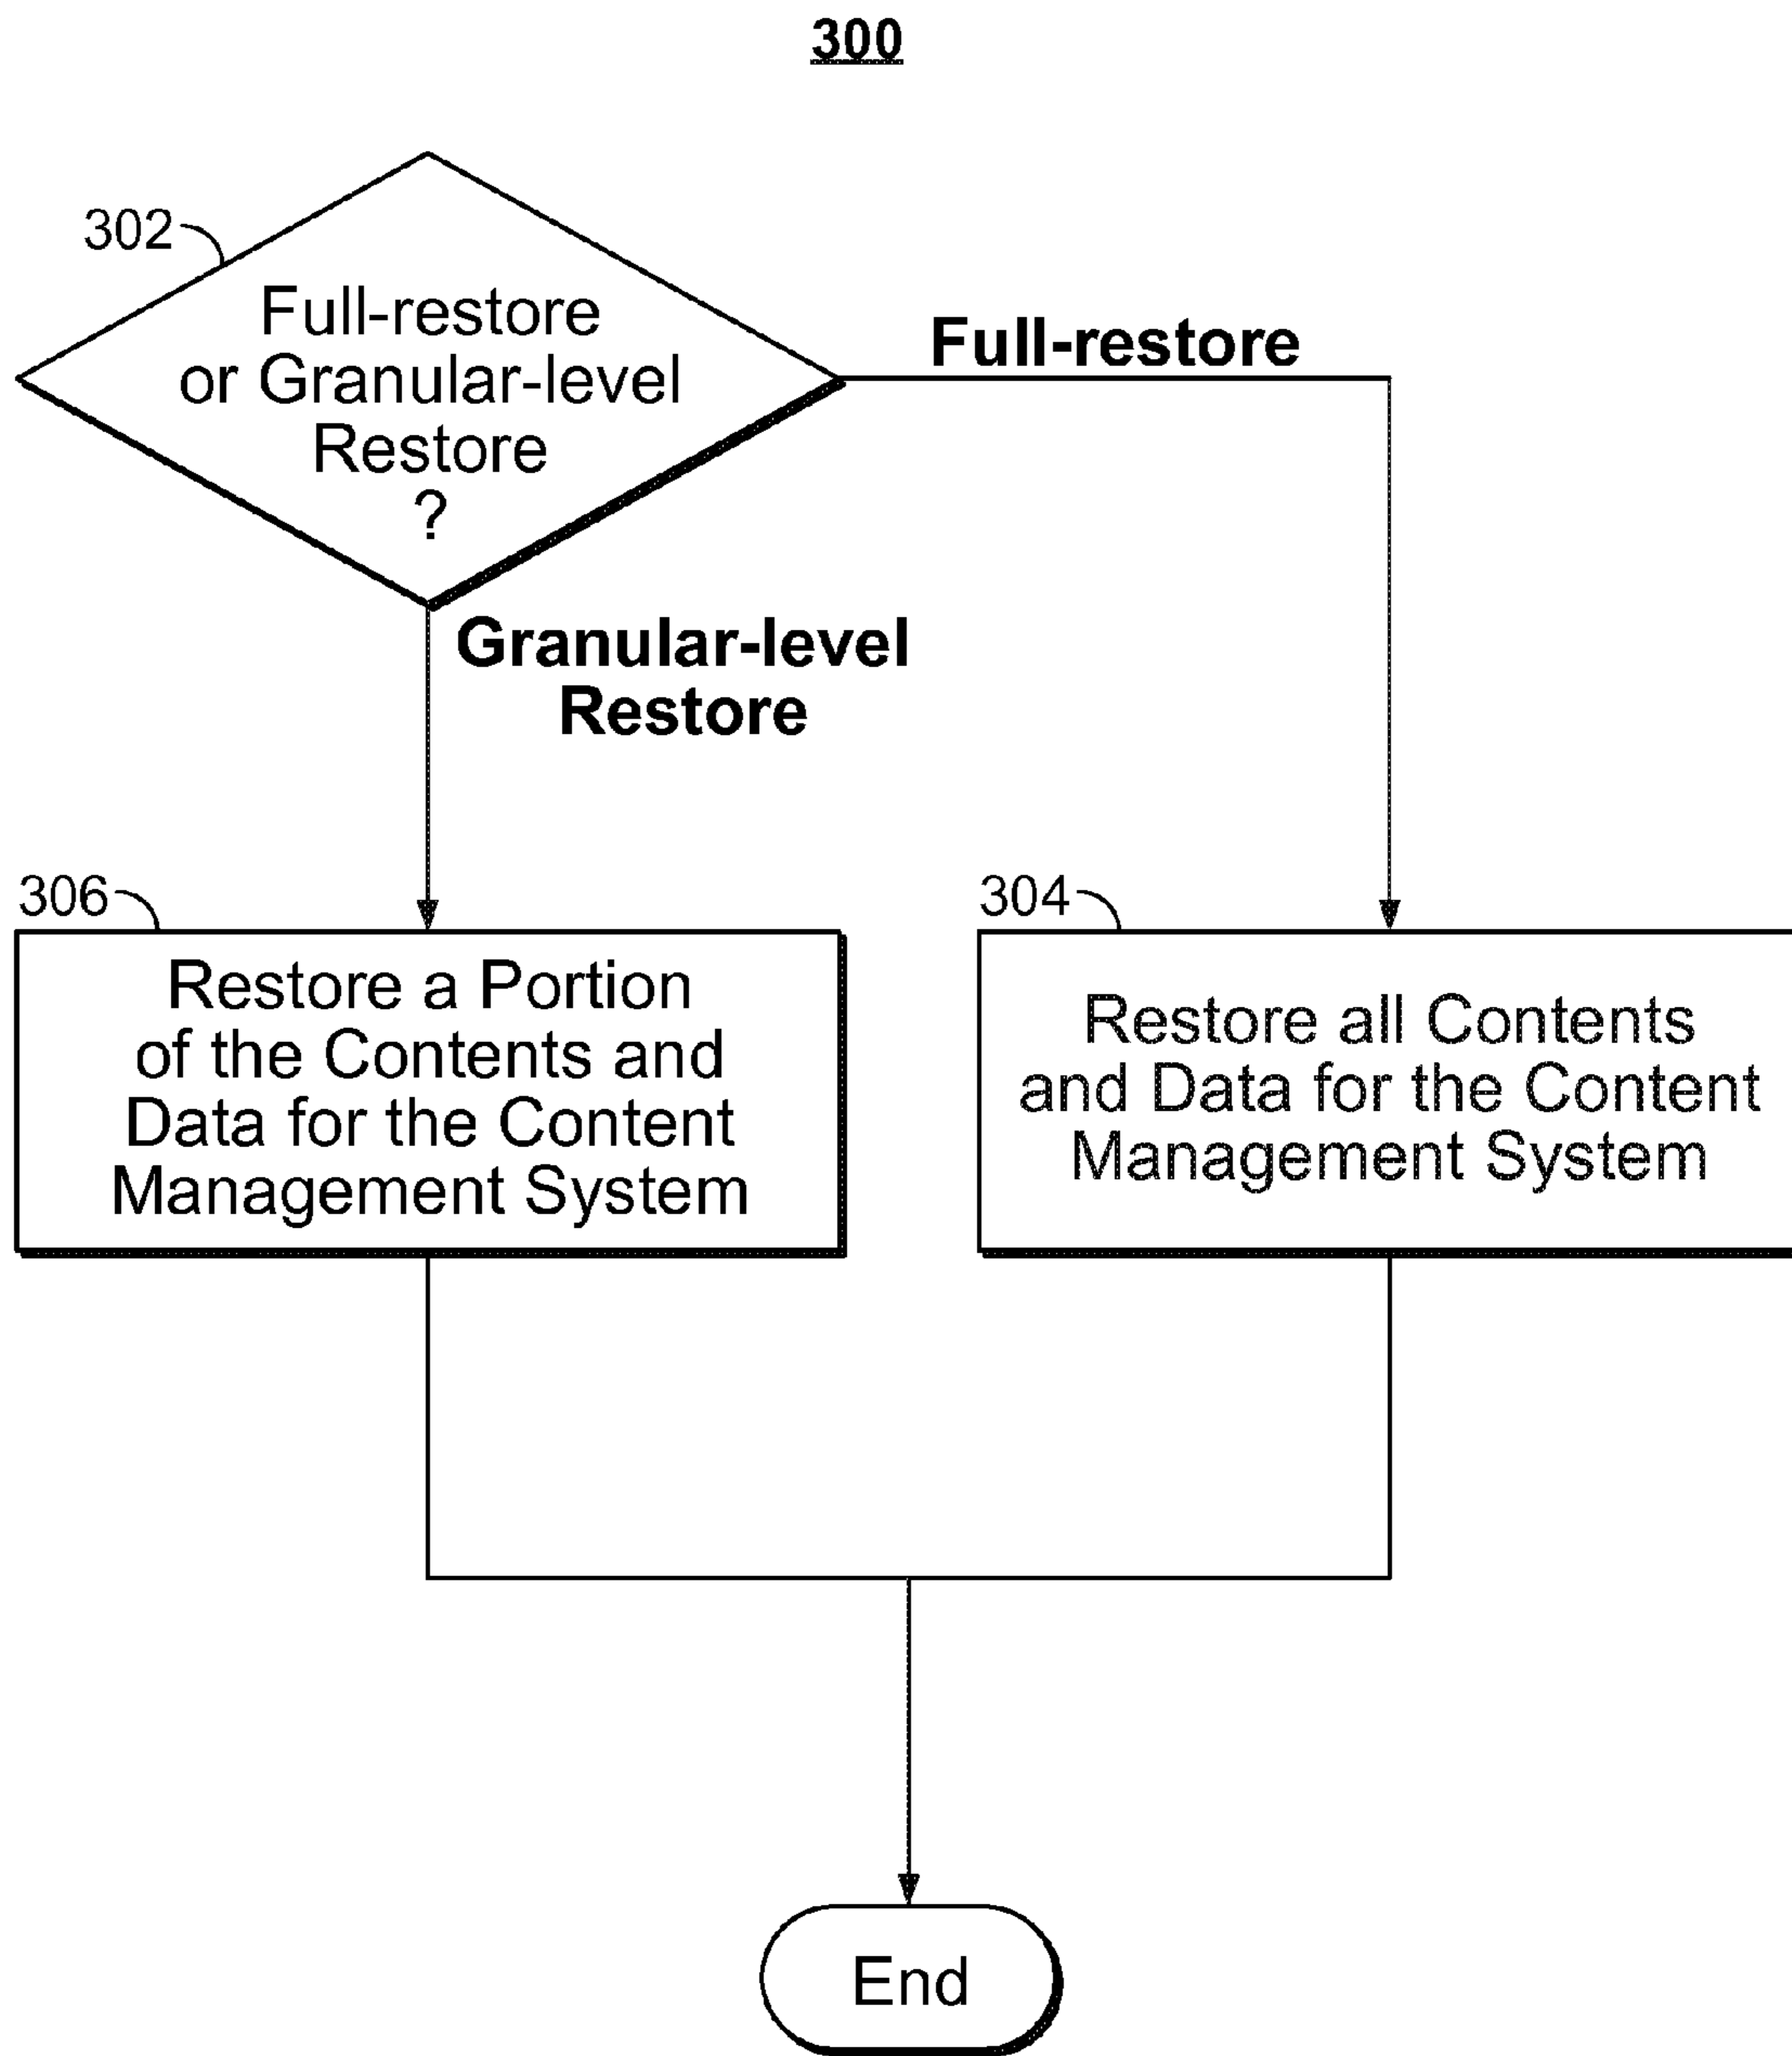 300
302
Full-restore
or Granular-level
Restore
?
Full-restore
Granular-level
Restore
306
Restore a Portion
of the Contents and
Data for the Content
Management System
304
Restore all Contents
and Data for the Content
Management System
End